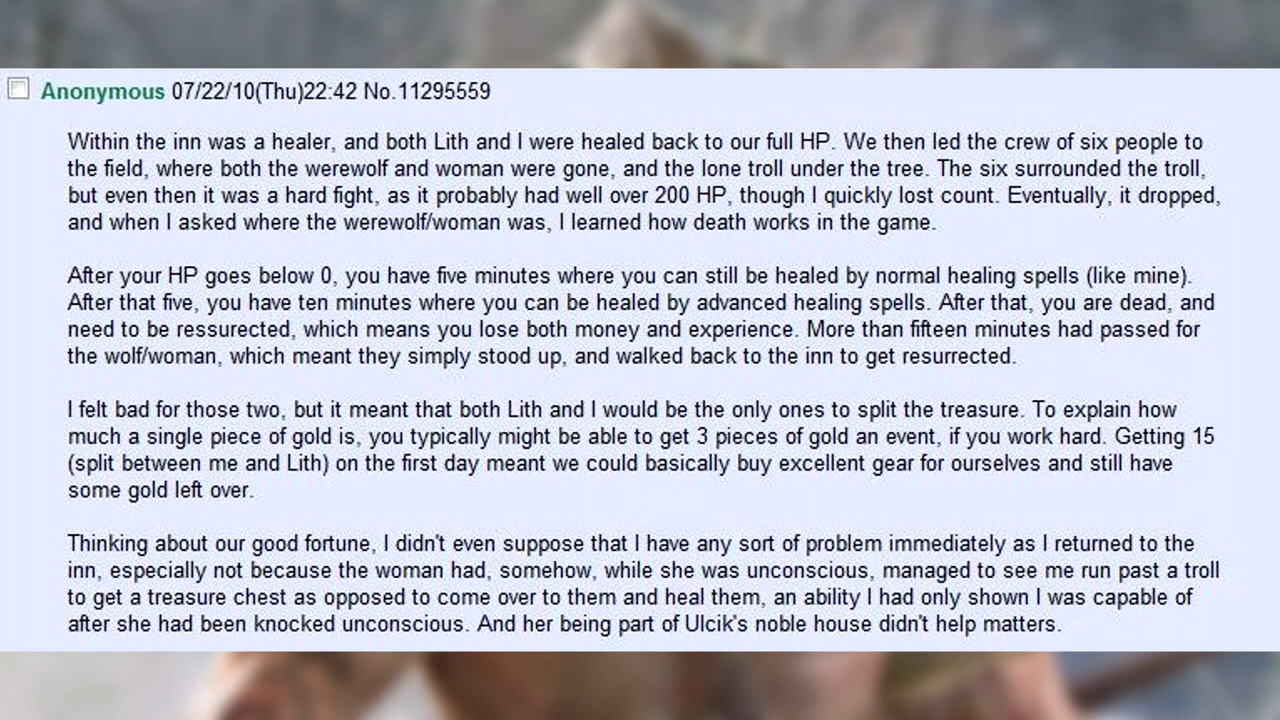 Anonymous 07/22/10(Thu)22:42 No.11295559
Within the inn was a healer, and both Lith and I were healed back to our full HP. We then led the crew of six people to
the field, where both the werewolf and woman were gone, and the lone troll under the tree. The six surrounded the troll,
but even then it was a hard fight, as it probably had well over 200 HP, though I quickly lost count. Eventually, it dropped,
and when I asked where the werewolf/woman was, I learned how death works in the game.
After your HP goes below 0, you have five minutes where you can still be healed by normal healing spells (like mine).
After that five, you have ten minutes where you can be healed by advanced healing spells. After that, you are dead, and
need to be ressurected, which means you lose both money and experience. More than fifteen minutes had passed for
the wolf/woman, which meant they simply stood up, and walked back to the inn to get resurrected.
I felt bad for those two, but it meant that both Lith and I would be the only ones to split the treasure. To explain how
much a single piece of gold is, you typically might be able to get 3 pieces of gold an event, if you work hard. Getting 15
(split between me and Lith) on the first day meant we could basically buy excellent gear for ourselves and still have
some gold left over.
Thinking about our good fortune, I didn't even suppose that I have any sort of problem immediately as I returned to the
inn, especially not because the woman had, somehow, while she was unconscious, managed to see me run past a troll
to get a treasure chest as opposed to come over to them and heal them, an ability I had only shown I was capable of
after she had been knocked unconscious. And her being part of Ulcik's noble house didn't help matters.